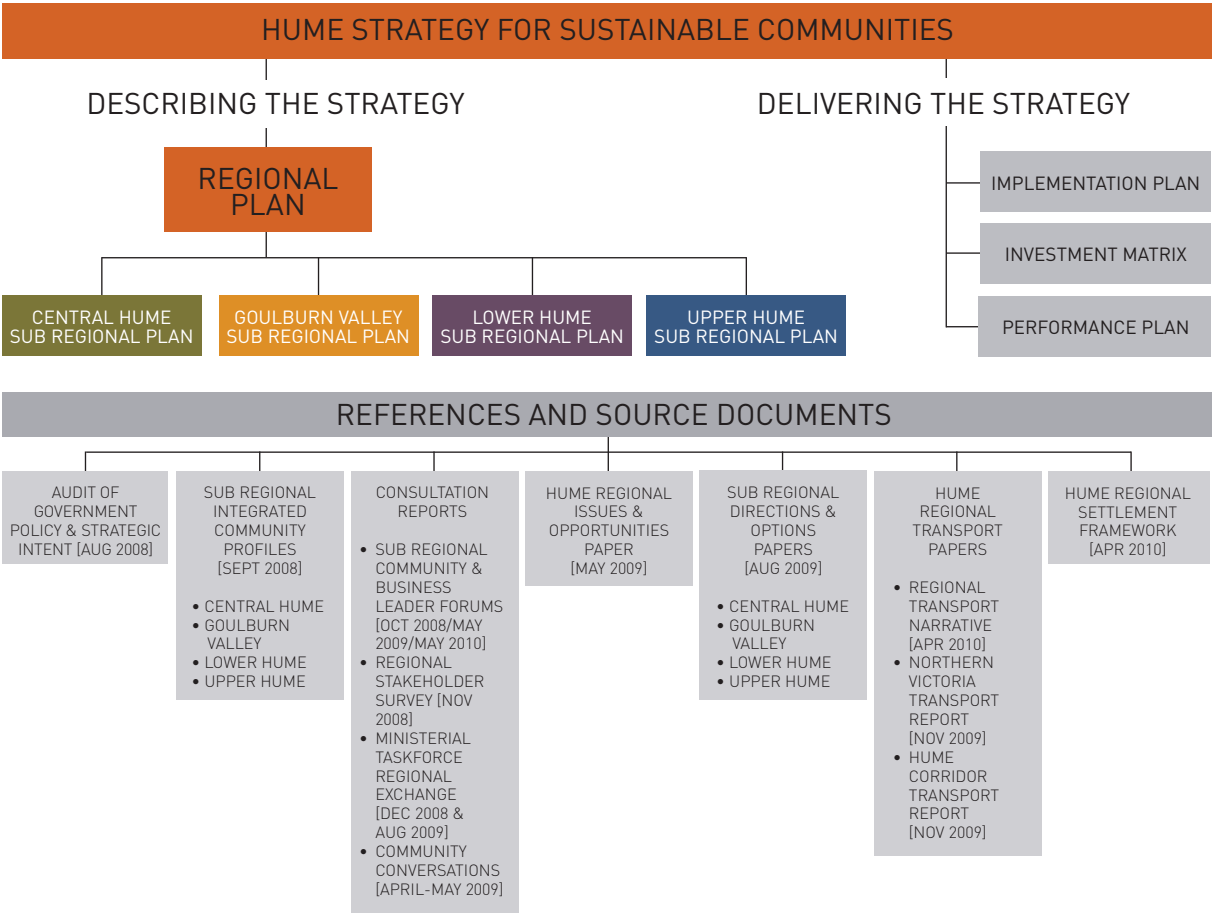 HUME STRATEGY FOR SUSTAINABLE COMMUNITIES
DESCRIBING THE STRATEGY
REGIONAL
PLAN
CENTRAL HUME
SUB REGIONAL PLAN
GOULBURN VALLEY
SUB REGIONAL PLAN
LOWER HUME
SUB REGIONAL PLAN
UPPER HUME
SUB REGIONAL PLAN
DELIVERING THE STRATEGY
IMPLEMENTATION PLAN
INVESTMENT MATRIX
PERFORMANCE PLAN
REFERENCES AND SOURCE DOCUMENTS
AUDIT OF
GOVERNMENT
POLICY & STRATEGIC
INTENT [AUG 2008]
SUB REGIONAL
INTEGRATED
COMMUNITY
PROFILES
[SEPT 2008]
• CENTRAL HUME
• GOULBURN
VALLEY
• LOWER HUME
• UPPER HUME
CONSULTATION
REPORTS
• SUB REGIONAL
COMMUNITY &
BUSINESS
LEADER FORUMS
[OCT 2008/MAY
2009/MAY 2010]
• REGIONAL
STAKEHOLDER
SURVEY [NOV
2008]
• MINISTERIAL
TASKFORCE
REGIONAL
EXCHANGE
[DEC 2008 &
AUG 2009]
• COMMUNITY
CONVERSATIONS
[APRIL-MAY 2009]
HUME REGIONAL
ISSUES &
OPPORTUNITIES
PAPER
[MAY 2009]
SUB REGIONAL
DIRECTIONS &
OPTIONS
PAPERS
[AUG 2009]
• CENTRAL HUME
• GOULBURN
VALLEY
• LOWER HUME
• UPPER HUME
HUME
REGIONAL
TRANSPORT
PAPERS
• REGIONAL
TRANSPORT
NARRATIVE
[APR 2010]
• NORTHERN
VICTORIA
TRANSPORT
REPORT
[NOV 2009]
• HUME
CORRIDOR
TRANSPORT
REPORT
[NOV 2009]
HUME REGIONAL
SETTLEMENT
FRAMEWORK
[APR 2010]